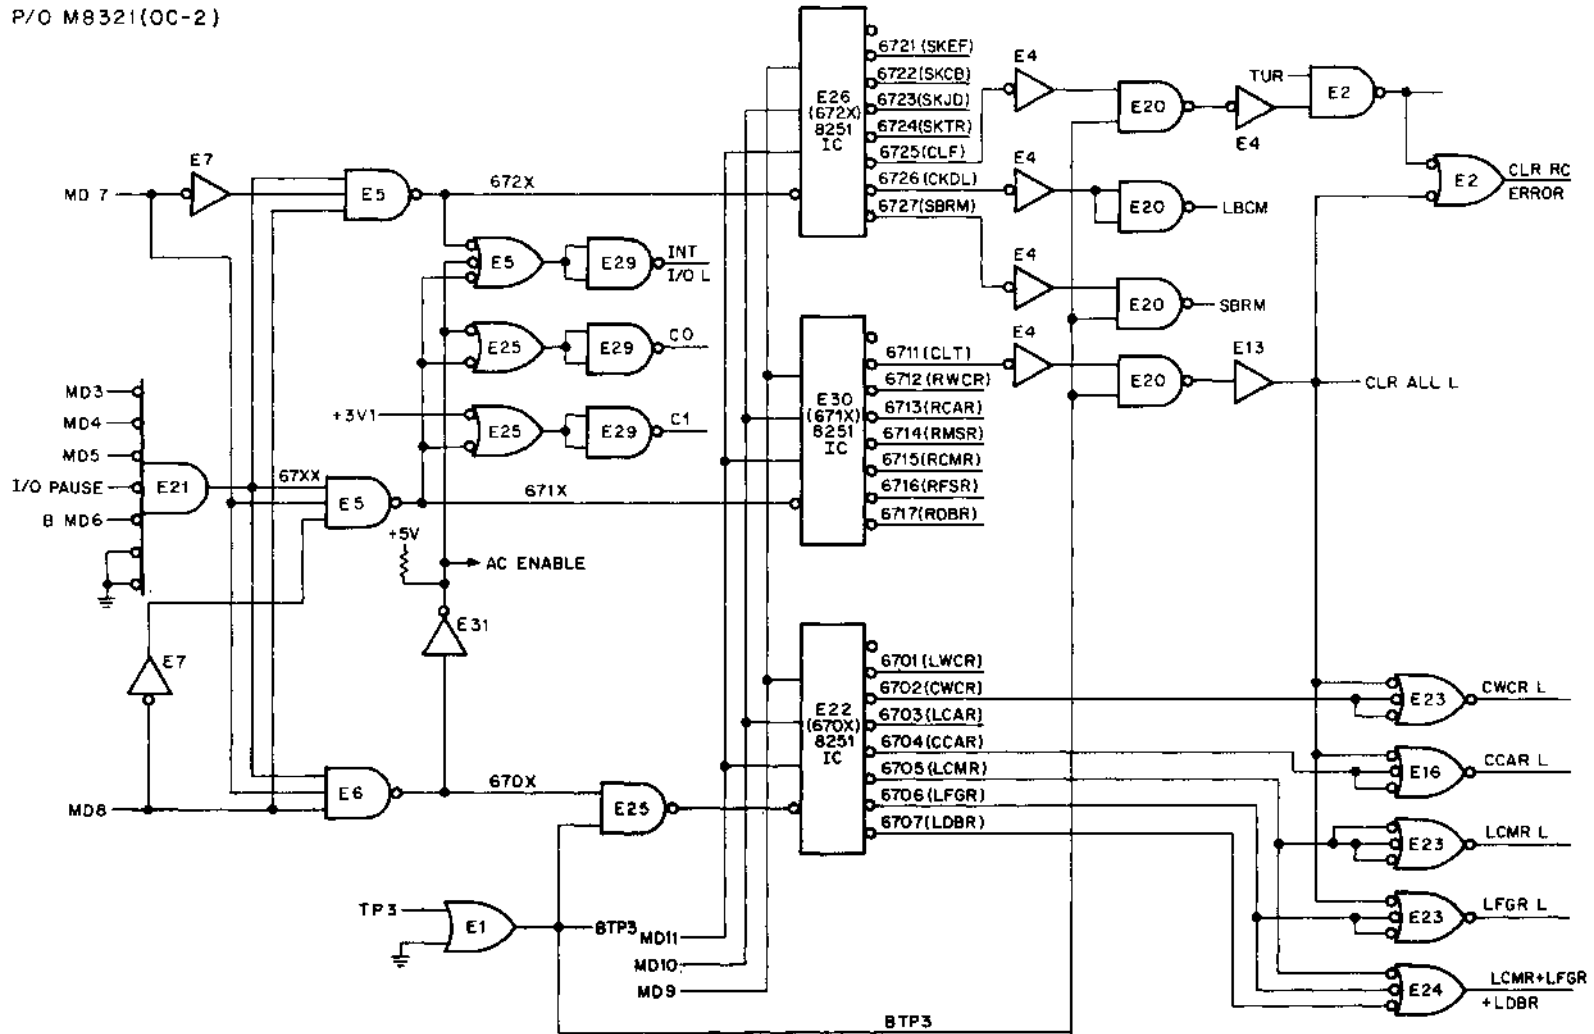 P/O M8321(OC-2)
6721(SKEF)
6722(SKCB)
6723(SKJD)
6724(SKTR)
6725(CLF)
6726(CKDL)
6727(SBRM)
E26
(672X)
8251
IC
E4
E20
E4
TUR
E2
E2
CLR RC
ERROR
E4
E20
LBCM
E4
E20
SBRM
MD 7
E7
E5
672X
E5
E29
INT
I/O L
E25
E29
C0
+3V1
E25
E29
C1
MD3
MD4
MD5
I/O PAUSE
B MD6
E21
67XX
E5
671X
+5V
AC ENABLE
E31
E7
E30
(671X)
8251
IC
6711(CLT)
6712(RWCR)
6713(RCAR)
6714(RMSR)
6715(RCMR)
6716(RFSR)
6717(RDBR)
E4
E20
E13
CLR ALL L
MD8
E6
670X
E25
E22
(670X)
8251
IC
6701(LWCR)
6702(CWCR)
6703(LCAR)
6704(CCAR)
6705(LCMR)
6706(LFGR)
6707(LDBR)
E23
CWCR L
E16
CCAR L
E23
LCMR L
E23
LFGR L
E24
LCMR+LFGR
+LDBR
TP3
E1
BTP3
MD11
MD10
MD9
BTP3